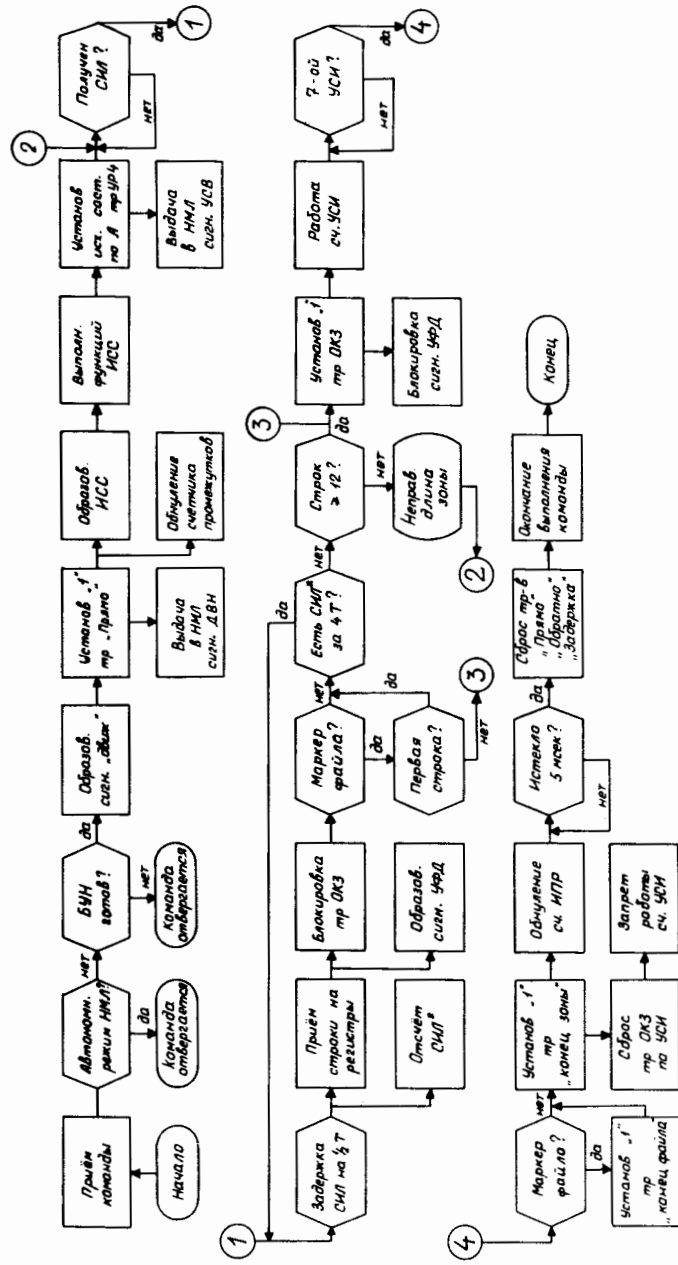 Начало
Приём
команды
Автономн.
режим НМЛ?
да
Команда
отвергается
нет
БУН
готов?
нет
Команда
отвергается
да
Образов.
сигн. „движ"
Установ „1"
тр „Прямо"
Выдача
в НМЛ
сигн. ДВН
Образов.
ИСС
Обнуление
счетчика
промежутков
Выполн.
функций
ИСС
Установ
исх. сост.
по А трУР4
Выдача
в НМЛ
сигн. УСВ
2
Получен
СИЛ?
нет
да
1
1
Задержка
СИЛ на ½ Т
Приём
строки на
регистры
Отсчёт
СИЛ"
Блокировка
тр ОКЗ
Образов.
сигн. УФД
Маркер
файла?
да
Первая
строка?
да
нет
3
нет
Есть СИЛ"
за 4Т?
да
нет
Строк
≥ 12?
нет
Неправ.
длина
зоны
2
3
да
Установ „1"
тр ОКЗ
Блокировка
сигн. УФД
Работа
сч. УСИ
7-ой
УСИ?
нет
да
4
4
Маркер
файла?
да
Установ „1"
тр
„конец файла"
нет
Установ „1"
тр
„конец зоны"
Сброс
тр ОКЗ
по УСИ
Обнуление
сч. ИПР
Запрет
работы
сч. УСИ
Истекло
5 мсек?
нет
да
Сброс тр-в
„Прямо"
„Обратно"
„Задержка"
Окончание
выполнения
команды
Конец